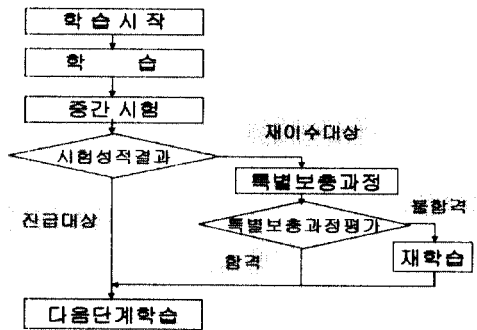 학습시작
학 습
중간 시험
재이수대상
시험성적결과
특별보충과정
진급대상
불합격
특별보충과정평가
합격
재학습
다음단계학습